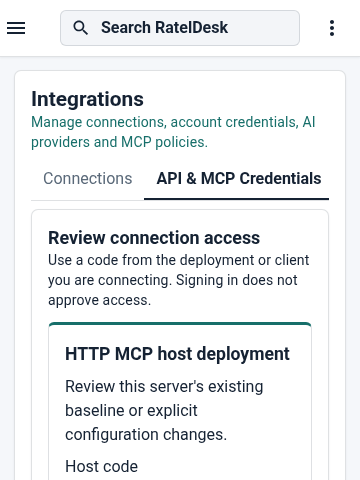 Search RatelDesk
Integrations
Manage connections, account credentials, AI
providers and MCP policies.
Connections
API & MCP Credentials
Review connection access
Use a code from the deployment or client
you are connecting. Signing in does not
approve access.
HTTP MCP host deployment
Review this server's existing
baseline or explicit
configuration changes.
Host code